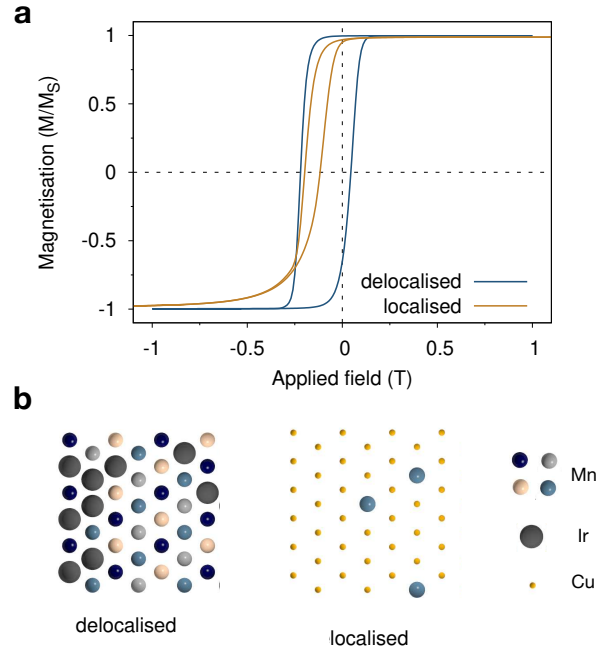 a
1
0.5
0
-0.5
-1
Magnetisation (M/M_S)
delocalised
localised
-1
-0.5
0
0.5
1
Applied field (T)
b
Mn
Ir
Cu
delocalised
localised